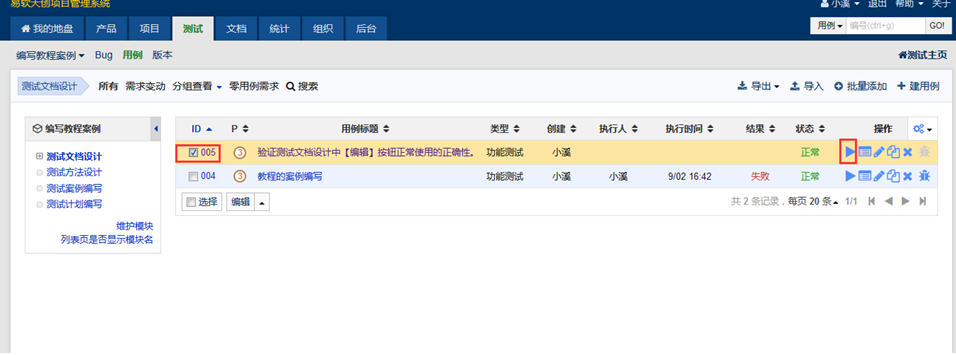 易软天创项目管理系统
小溪 退出 帮助 关于
我的地盘 产品 项目 测试 文档 统计 组织 后台
用例 编号(ctrl+g) GO!
编写教程案例 Bug 用例 版本 测试主页
测试文档设计 所有 需求变动 分组查看 零用例需求 搜索 导出 导入 批量添加 建用例
编写教程案例
测试文档设计
测试方法设计
测试案例编写
测试计划编写
维护模块
列表页是否显示模块名
ID P 用例标题 类型 创建 执行人 执行时间 结果 状态 操作
005 3 验证测试文档设计中【编辑】按钮正常使用的正确性。 功能测试 小溪 正常
004 3 教程的案例编写 功能测试 小溪 小溪 9/02 16:42 失败 正常
选择 编辑 共 2 条记录，每页 20 条 1/1